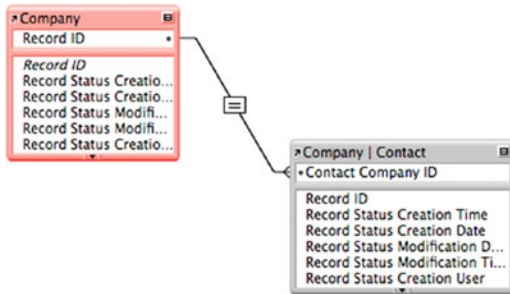 Company
Record ID
Record ID
Record Status Creatio...
Record Status Creatio...
Record Status Modifi...
Record Status Modifi...
Record Status Creatio...
=
Company | Contact
Contact Company ID
Record ID
Record Status Creation Time
Record Status Creation Date
Record Status Modification D...
Record Status Modification Ti...
Record Status Creation User